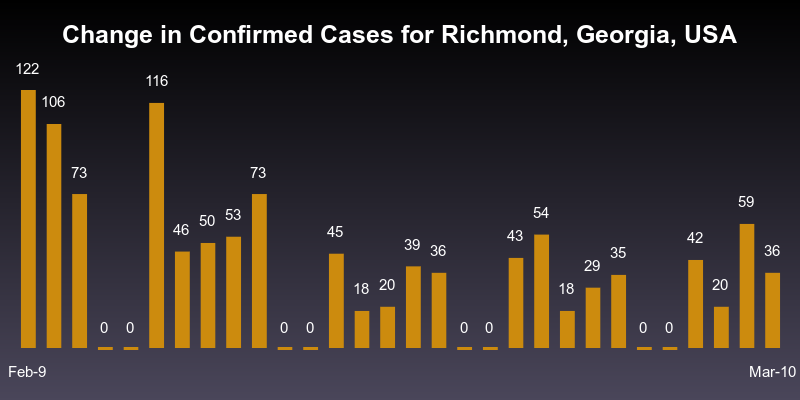 Change in Confirmed Cases for Richmond, Georgia, USA
122 106 73 0 0 116 46 50 53 73 0 0 45 18 20 39 36 0 0 43 54 18 29 35 0 0 42 20 59 36
Feb-9 Mar-10